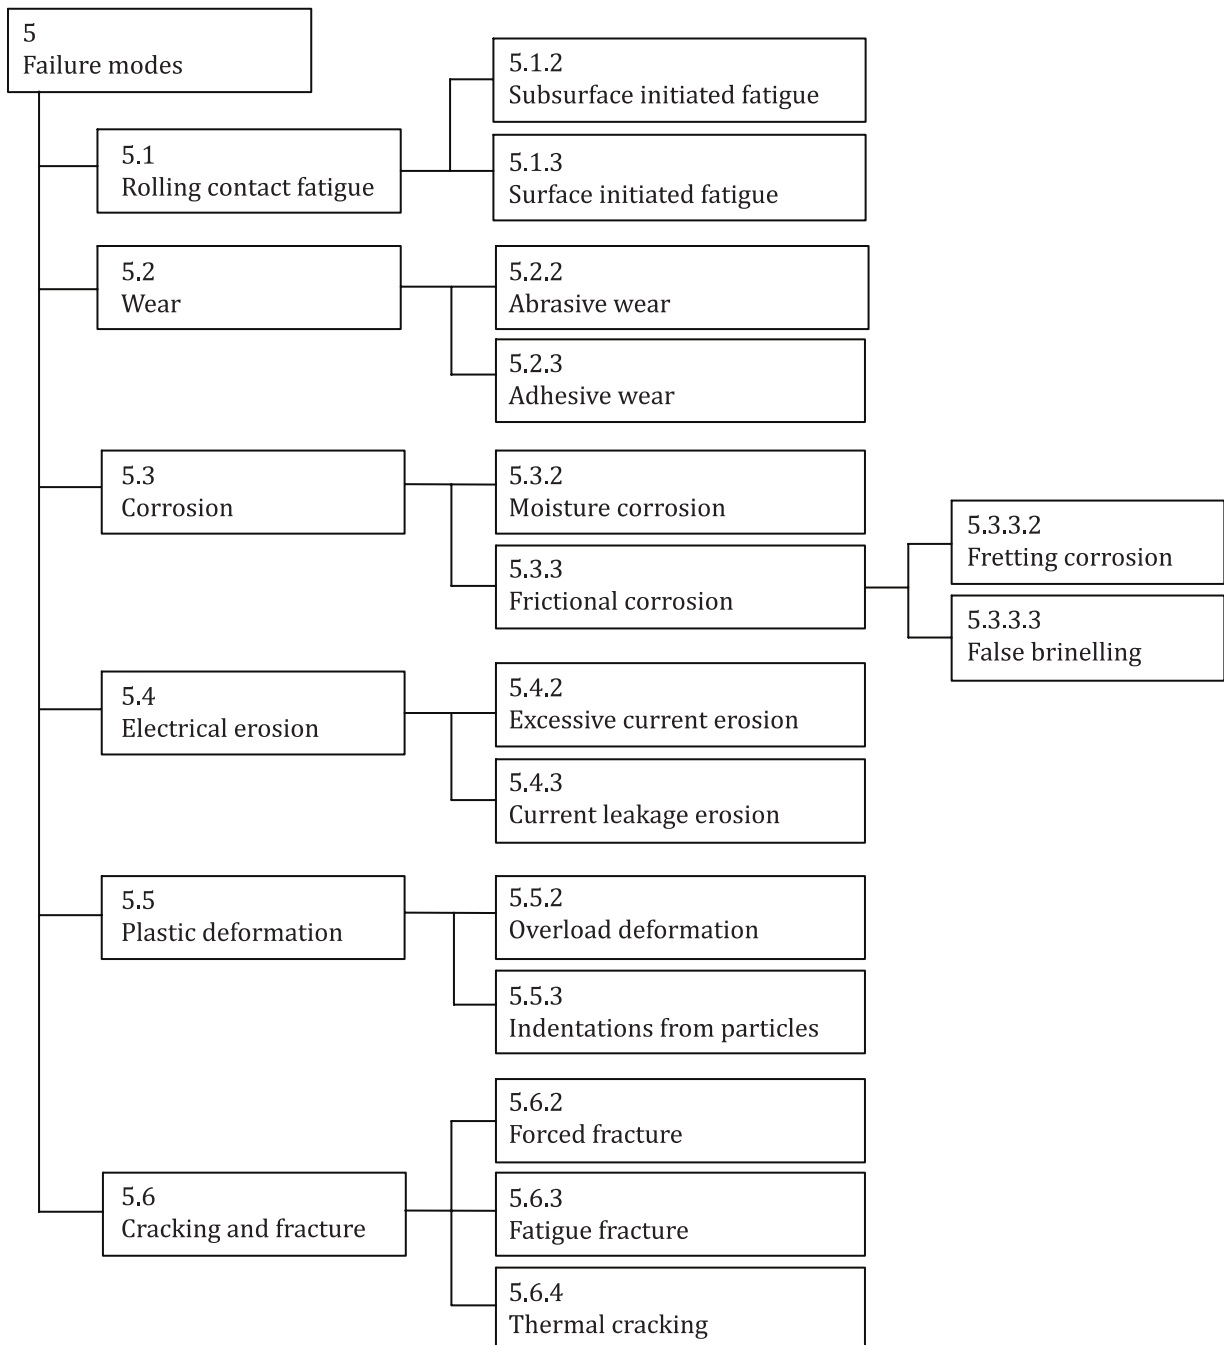 5
Failure modes
5.1
Rolling contact fatigue
5.1.2
Subsurface initiated fatigue
5.1.3
Surface initiated fatigue
5.2
Wear
5.2.2
Abrasive wear
5.2.3
Adhesive wear
5.3
Corrosion
5.3.2
Moisture corrosion
5.3.3
Frictional corrosion
5.3.3.2
Fretting corrosion
5.3.3.3
False brinelling
5.4
Electrical erosion
5.4.2
Excessive current erosion
5.4.3
Current leakage erosion
5.5
Plastic deformation
5.5.2
Overload deformation
5.5.3
Indentations from particles
5.6
Cracking and fracture
5.6.2
Forced fracture
5.6.3
Fatigue fracture
5.6.4
Thermal cracking